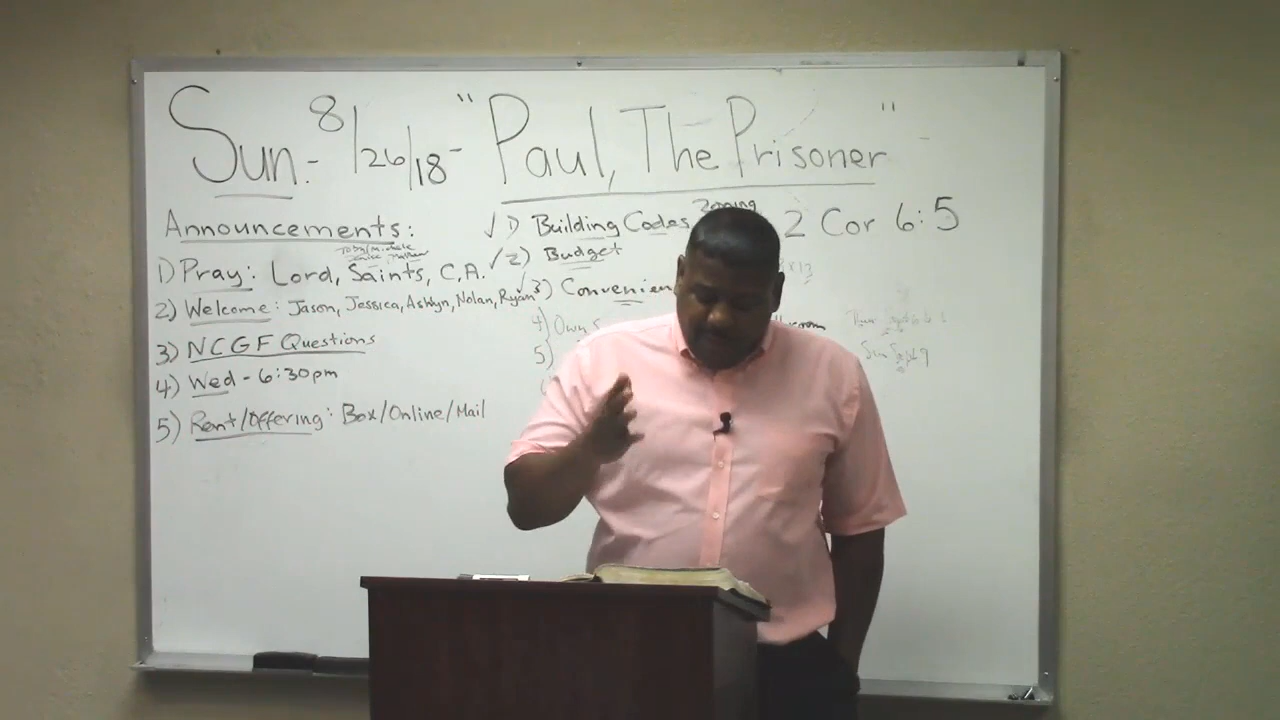 Sun. - 8/26/18 - "Paul, The Prisoner"
Announcements:
1) Pray: Lord, Saints, C.A.
2) Welcome: Jason, Jessica, Ashlyn, Nolan, Ryan
3) NCGF Questions
4) Wed - 6:30pm
5) Rent/Offering: Box/Online/Mail
Zoning
✓ 1) Building Codes
✓ 2) Budget
✓ 3) Convenien
4) Own
5)
2 Cor 6:5